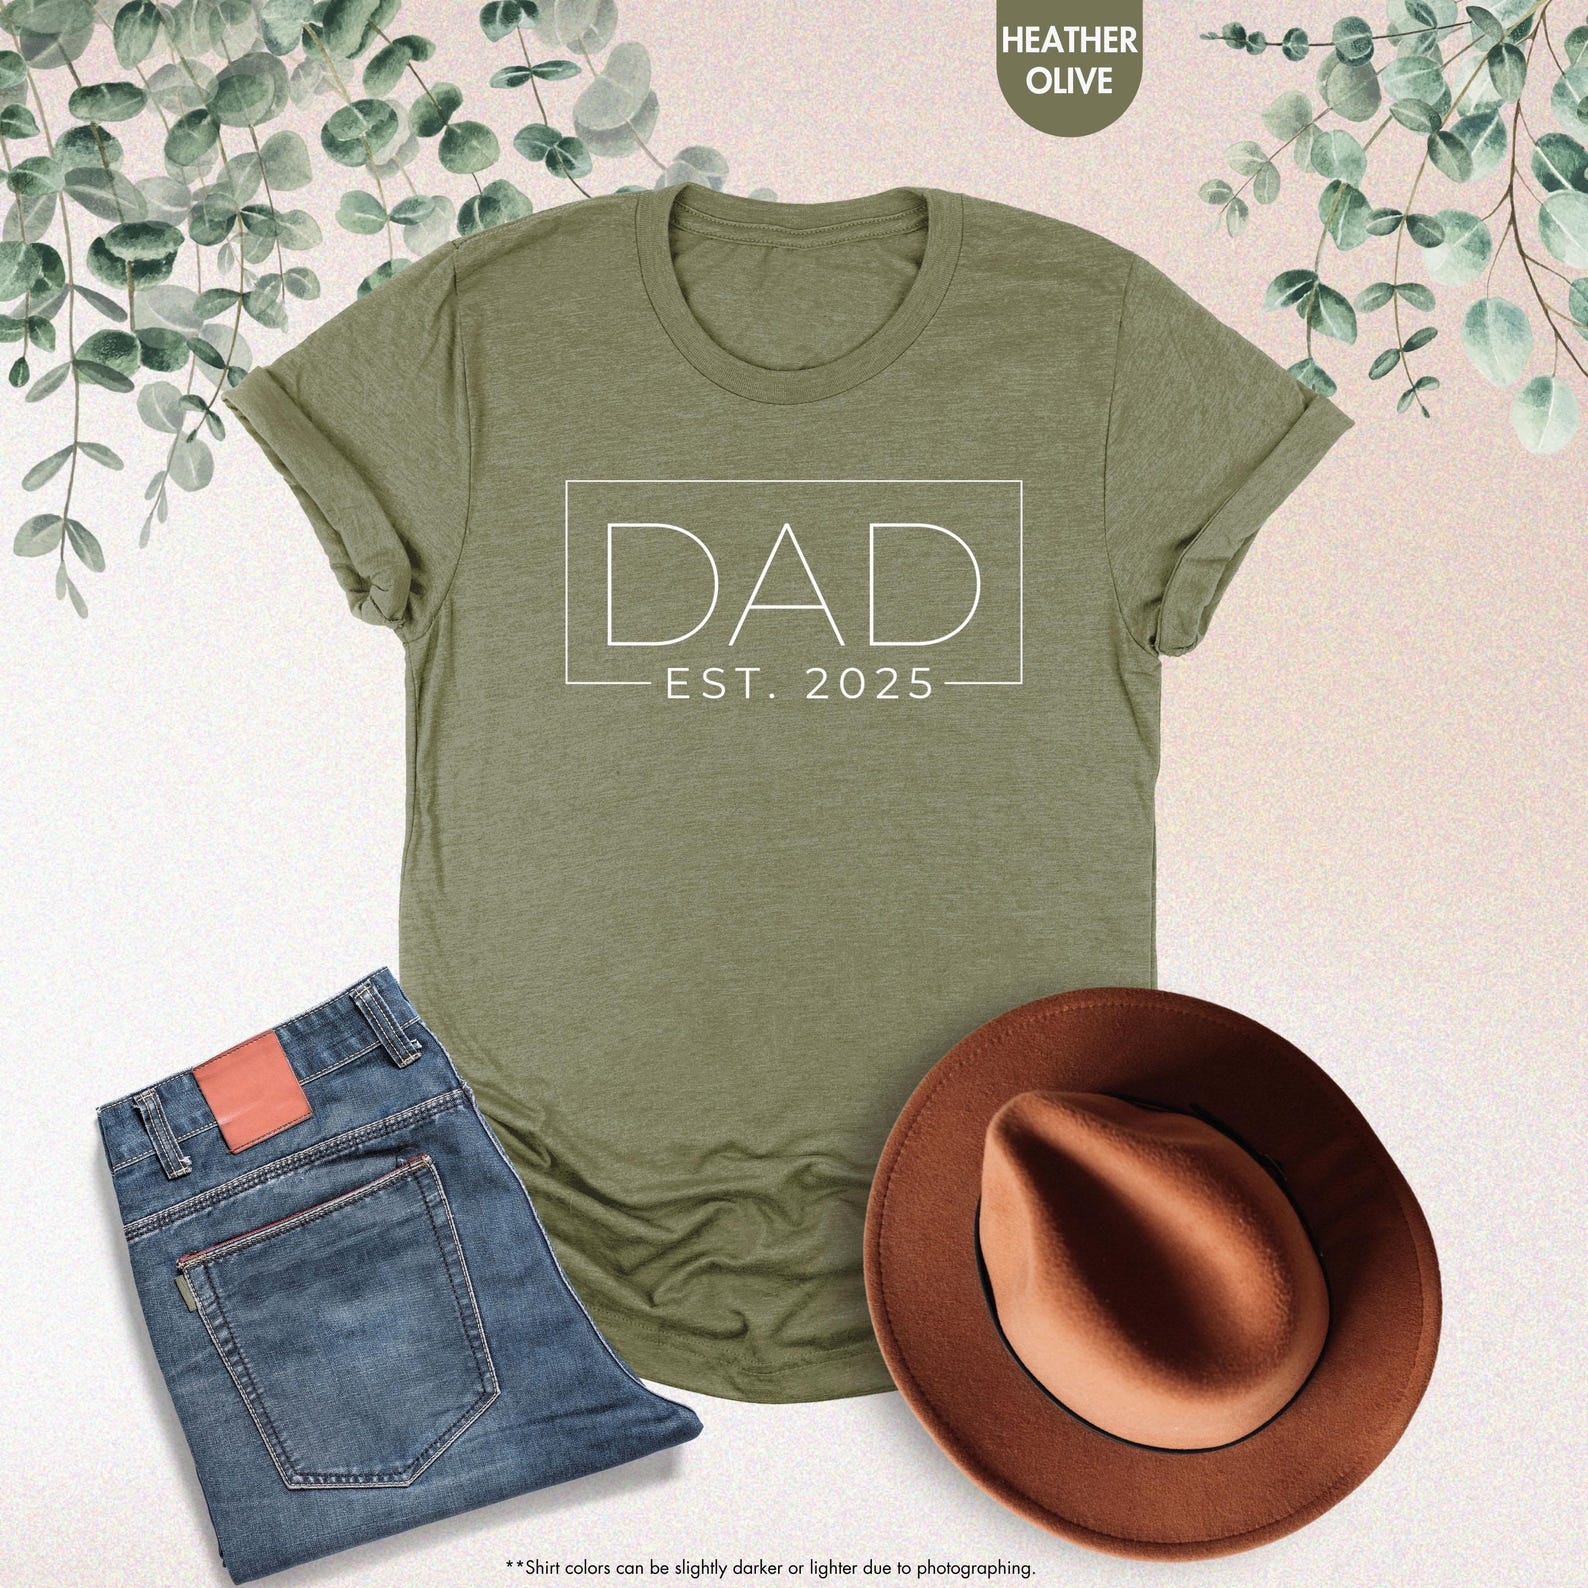 HEATHER
OLIVE
DAD
EST. 2025
**Shirt colors can be slightly darker or lighter due to photographing.